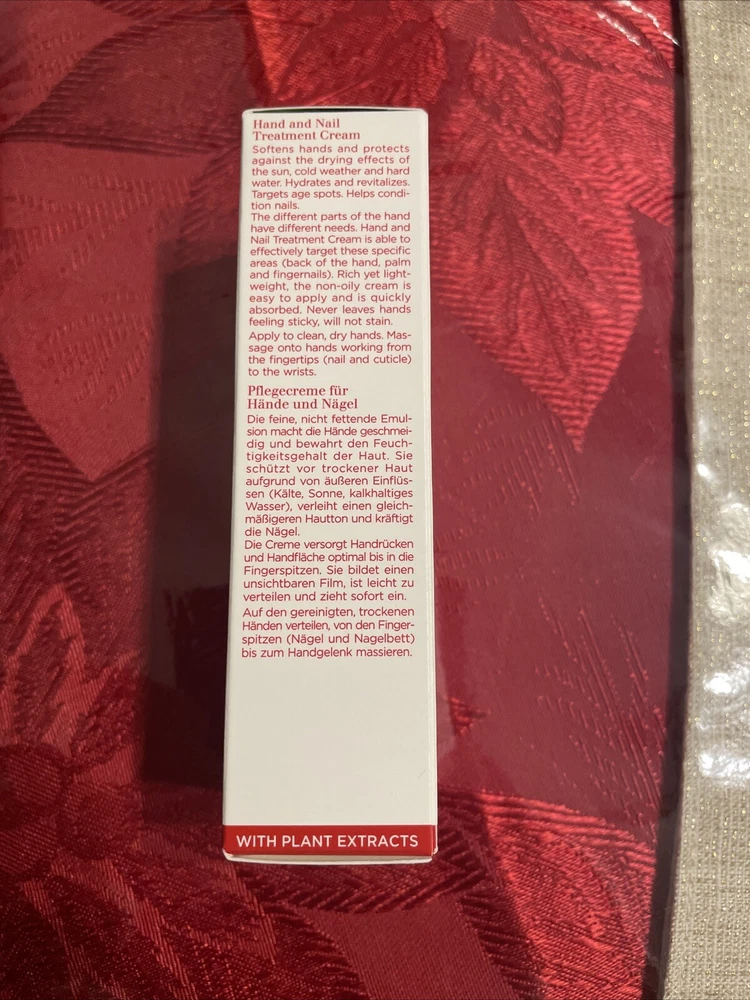 Hand and Nail
Treatment Cream
Softens hands and protects
against the drying effects of
the sun, cold weather and hard
water. Hydrates and revitalizes.
Targets age spots. Helps condi-
tion nails.
The different parts of the hand
have different needs. Hand and
Nail Treatment Cream is able to
effectively target these specific
areas (back of the hand, palm
and fingernails). Rich yet light-
weight, the non-oily cream is
easy to apply and is quickly
absorbed. Never leaves hands
feeling sticky, will not stain.
Apply to clean, dry hands. Mas-
sage onto hands working from
the fingertips (nail and cuticle)
to the wrists.
Pflegecreme für
Hände und Nägel
Die feine, nicht fettende Emul-
sion macht die Hände geschmei-
dig und bewahrt den Feuch-
tigkeitsgehalt der Haut. Sie
schützt vor trockener Haut
aufgrund von äußeren Einflüs-
sen (Kälte, Sonne, kalkhaltiges
Wasser), verleiht einen gleich-
mäßigeren Hautton und kräftigt
die Nägel.
Die Creme versorgt Handrücken
und Handfläche optimal bis in die
Fingerspitzen. Sie bildet einen
unsichtbaren Film, ist leicht zu
verteilen und zieht sofort ein.
Auf den gereinigten, trockenen
Händen verteilen, von den Finger-
spitzen (Nägel und Nagelbett)
bis zum Handgelenk massieren.
WITH PLANT EXTRACTS